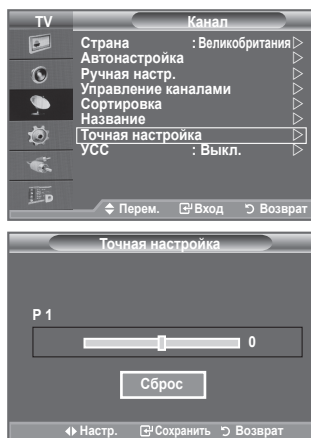 TV Канал
Страна : Великобритания
Автонастройка
Ручная настр.
Управление каналами
Сортировка
Название
Точная настройка
УСС : Выкл.
Перем. Вход Возврат
Точная настройка
P 1
0
Сброс
Настр. Сохранить Возврат